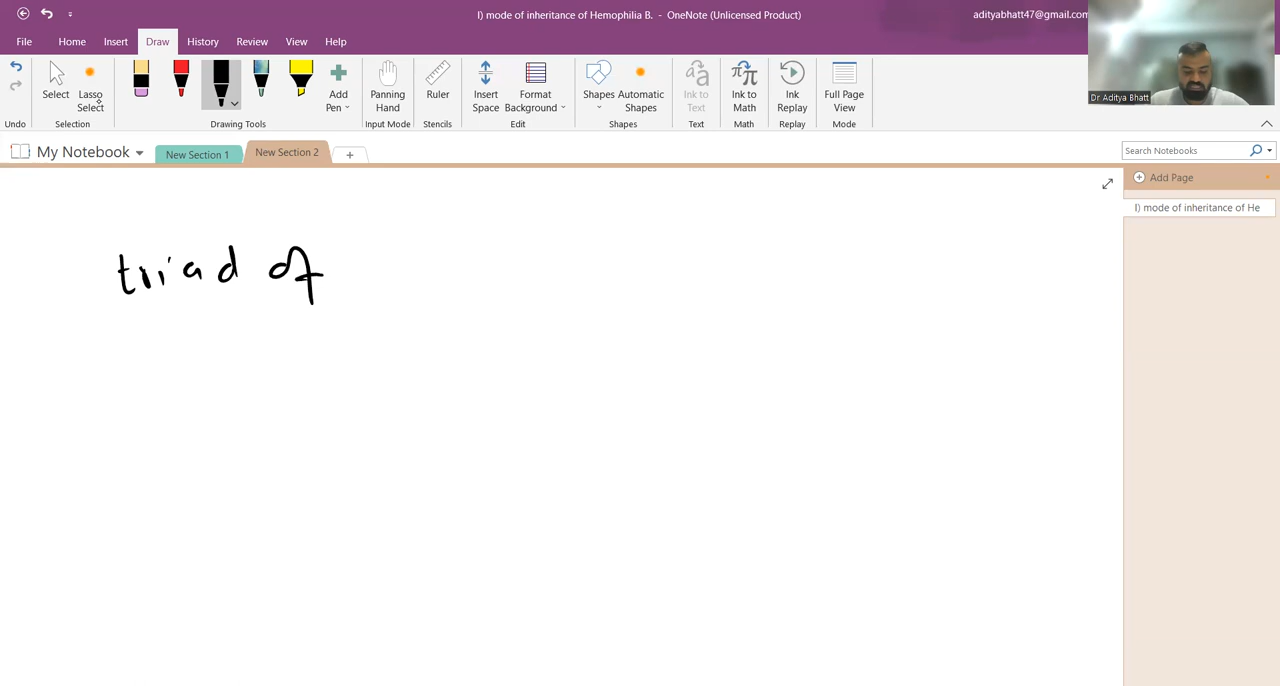 I) mode of inheritance of Hemophilia B. - OneNote (Unlicensed Product)
adityabhatt47@gmail.com
File Home Insert Draw History Review View Help
Undo
Select
Lasso Select
Selection
Drawing Tools
Add Pen
Panning Hand
Input Mode
Ruler
Stencils
Insert Space
Format Background
Edit
Shapes
Automatic Shapes
Shapes
Ink to Text
Text
Ink to Math
Math
Ink Replay
Replay
Full Page View
Mode
Dr Aditya Bhatt
My Notebook
New Section 1
New Section 2
Search Notebooks
Add Page
I) mode of inheritance of He
triad of